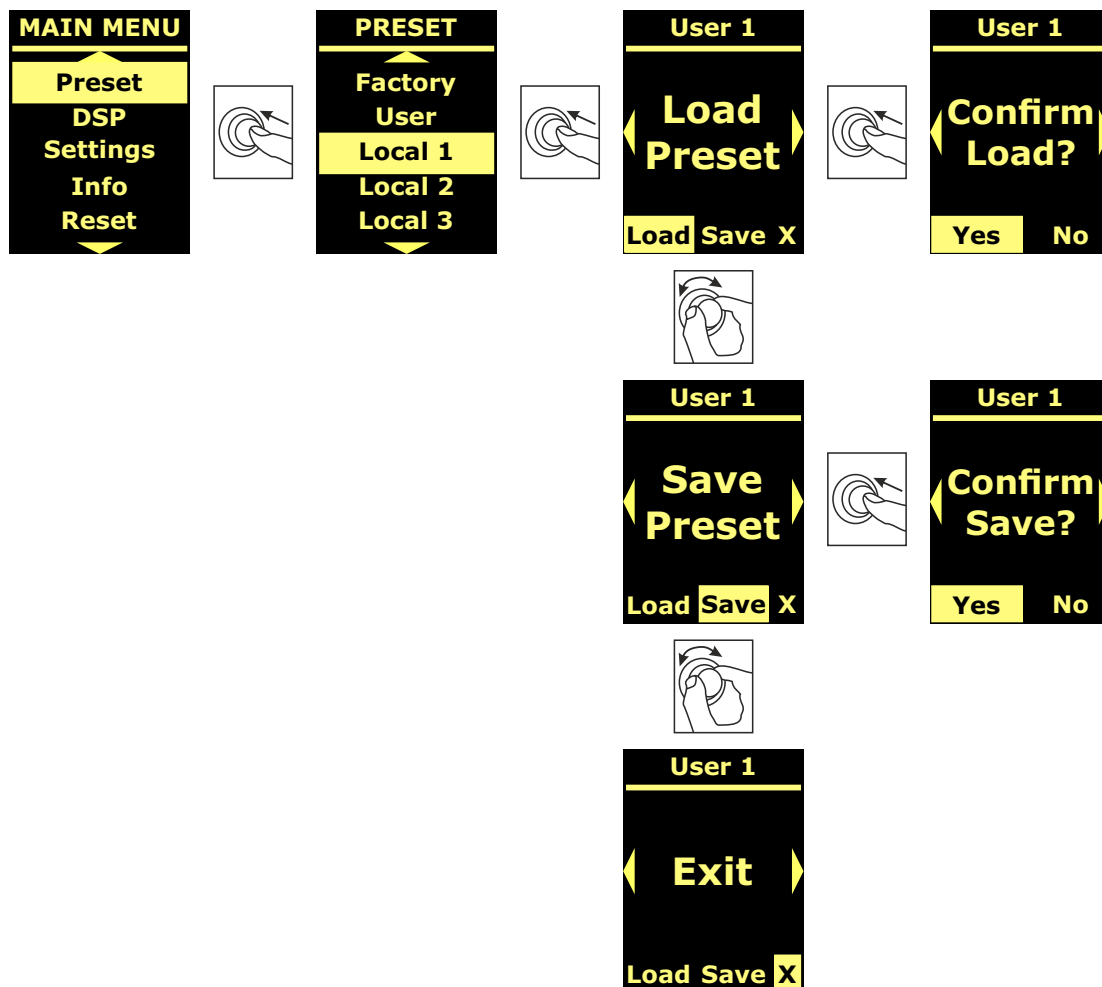 MAIN MENU
Preset
DSP
Settings
Info
Reset
PRESET
Factory
User
Local 1
Local 2
Local 3
User 1
Load
Preset
Load Save X
User 1
Confirm
Load?
Yes No
User 1
Save
Preset
Load Save X
User 1
Confirm
Save?
Yes No
User 1
Exit
Load Save X